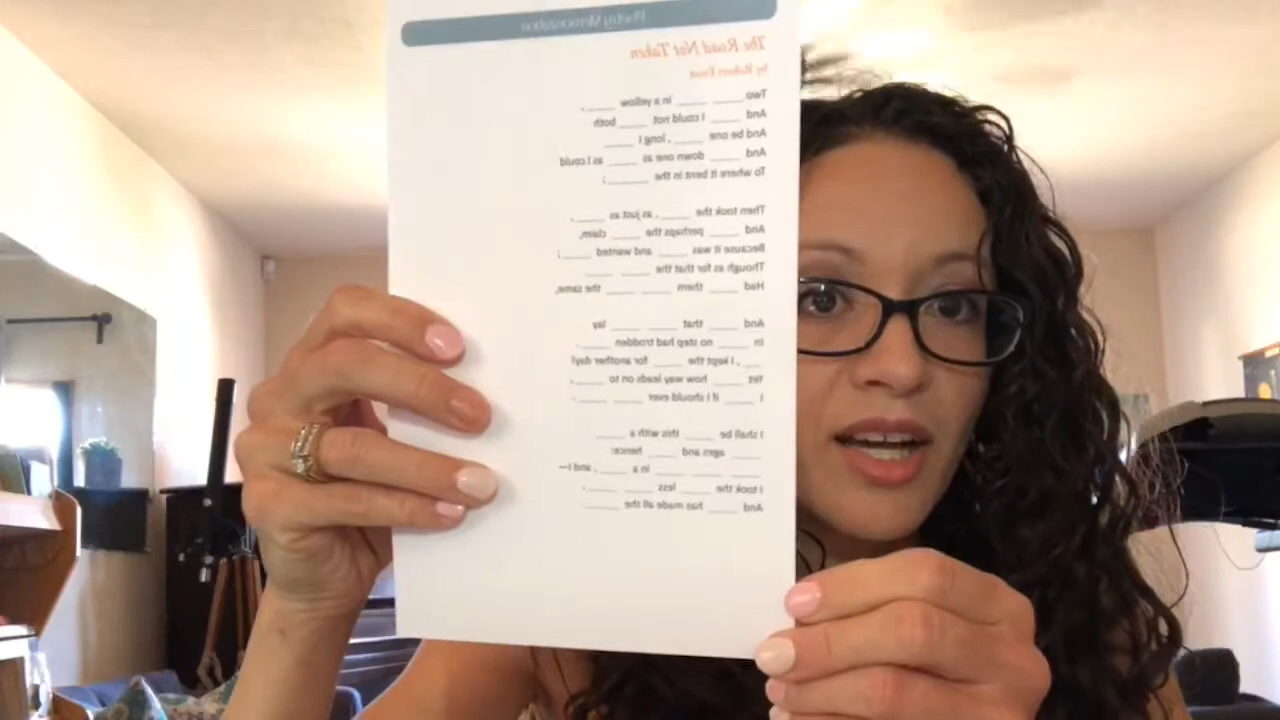 Poetry Memorization
The Road Not Taken
by Robert Frost
Two ____ ____ in a yellow ____,
And ____ I could not ____ both
And be one ____, long I ____
And ____ down one as ____ as I could
To where it bent in the ____;
Then took the ____, as just as ____,
And ____ perhaps the ____ claim,
Because it was ____ and wanted ____;
Though as for that the ____ ____
Had ____ them ____ ____ the same,
And ____ that ____ ____ lay
In ____ no step had trodden ____.
____, I kept the ____ for another day!
Yet ____ how way leads on to ____,
I ____ if I should ever ____ ____.
I shall be ____ this with a ____
____ ages and ____ hence:
____ ____ ____ in a ____, and I—
I took the ____ less ____ ____,
And ____ has made all the ____.